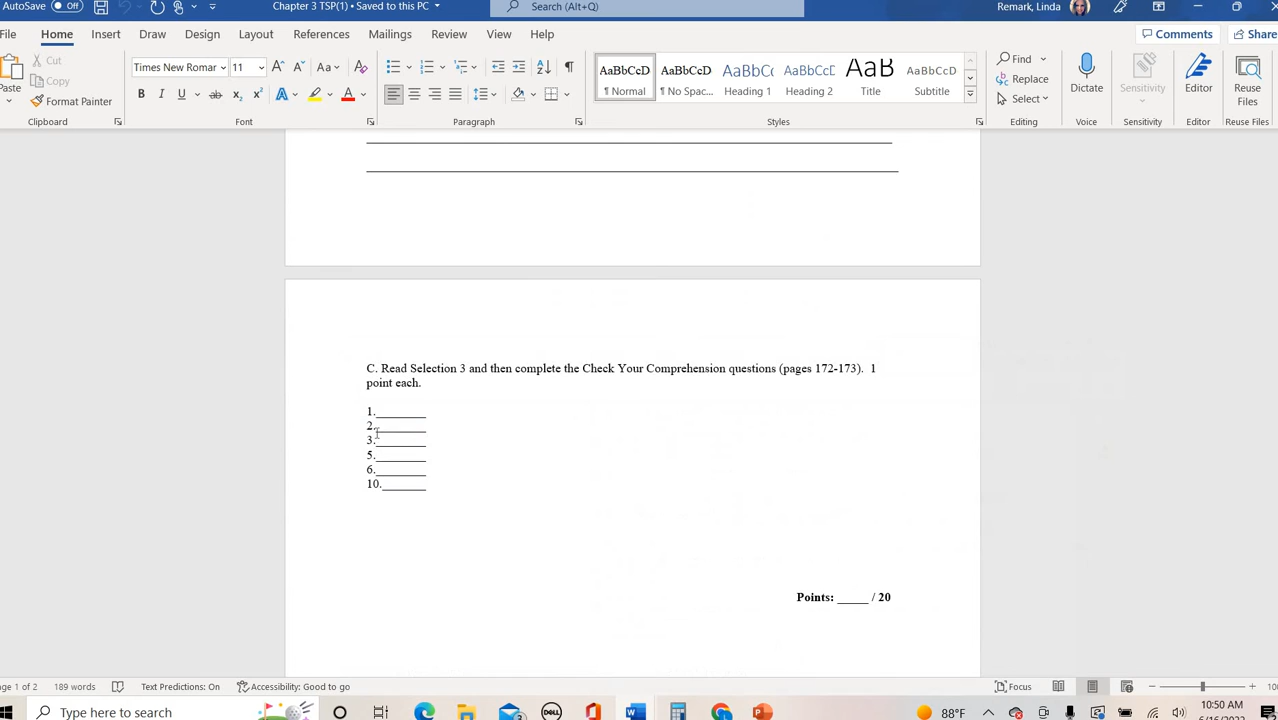 AutoSave Off Chapter 3 TSP(1) • Saved to this PC Search (Alt+Q) Remark, Linda
File Home Insert Draw Design Layout References Mailings Review View Help Comments Share
Paste Cut Copy Format Painter
Times New Roman 11
AaBbCcD AaBbCcD AaBbCc AaBbCcD AaB AaBbCcD
¶ Normal ¶ No Spac... Heading 1 Heading 2 Title Subtitle
Find Replace Select
Dictate Sensitivity Editor Reuse Files
Clipboard Font Paragraph Styles Editing Voice Sensitivity Editor Reuse Files
C. Read Selection 3 and then complete the Check Your Comprehension questions (pages 172-173). 1
point each.
1.________
2.________
3.________
5.________
6.________
10._______
Points: _____ / 20
Page 1 of 2 189 words Text Predictions: On Accessibility: Good to go Focus
Type here to search 88°F 10:50 AM